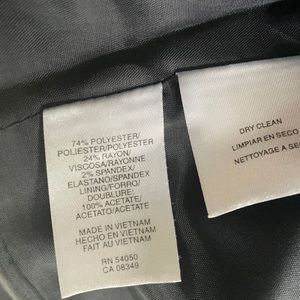 74% POLYESTER/
POLIESTER/POLYESTER
24% RAYON/
VISCOSA/RAYONNE
2% SPANDEX/
ELASTANO/SPANDEX
LINING/FORRO/
DOUBLURE:
100% ACETATE/
ACETATO/ACETATE
MADE IN VIETNAM
HECHO EN VIETNAM
FAIT AU VIETNAM
RN 54050
CA 08349
DRY CLEAN
LIMPIAR EN SECO
NETTOYAGE A SE